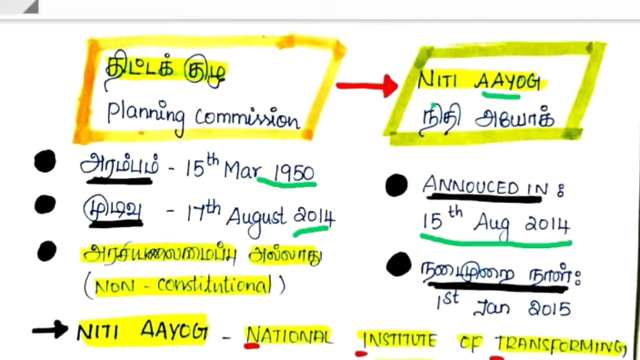 திட்டக் குழு
Planning commission
NITI AAYOG
நிதி அயோக்
ஆரம்பம் - 15th Mar 1950
முடிவு - 17th August 2014
அரசியலமைப்பு அல்லாது
(NON - constitutional)
ANNOUCED IN :
15th Aug 2014
நடைமுறை நாள்:
1st Jan 2015
NITI AAYOG - NATIONAL INSTITUTE OF TRANSFORMING